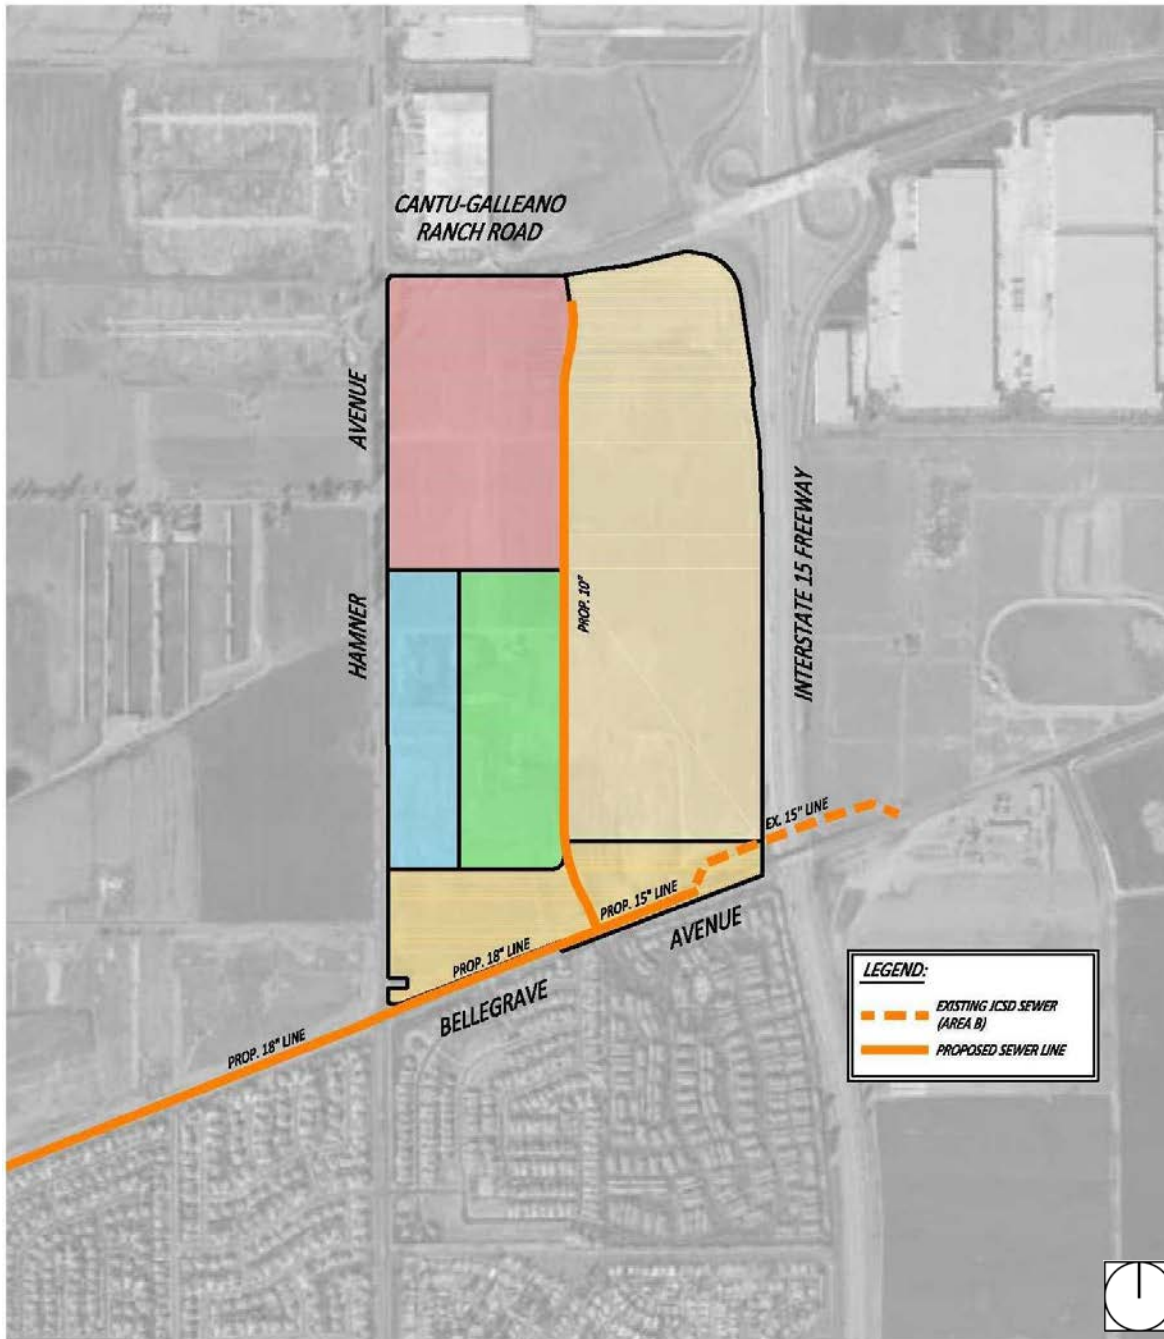 CANTU-GALLEANO
RANCH ROAD
AVENUE
HAMNER
PROP. 10"
INTERSTATE 15 FREEWAY
EX. 15" LINE
PROP. 15" LINE
AVENUE
PROP. 18" LINE
BELLEGRAVE
PROP. 18" LINE
LEGEND:
EXISTING JCSD SEWER
(AREA B)
PROPOSED SEWER LINE